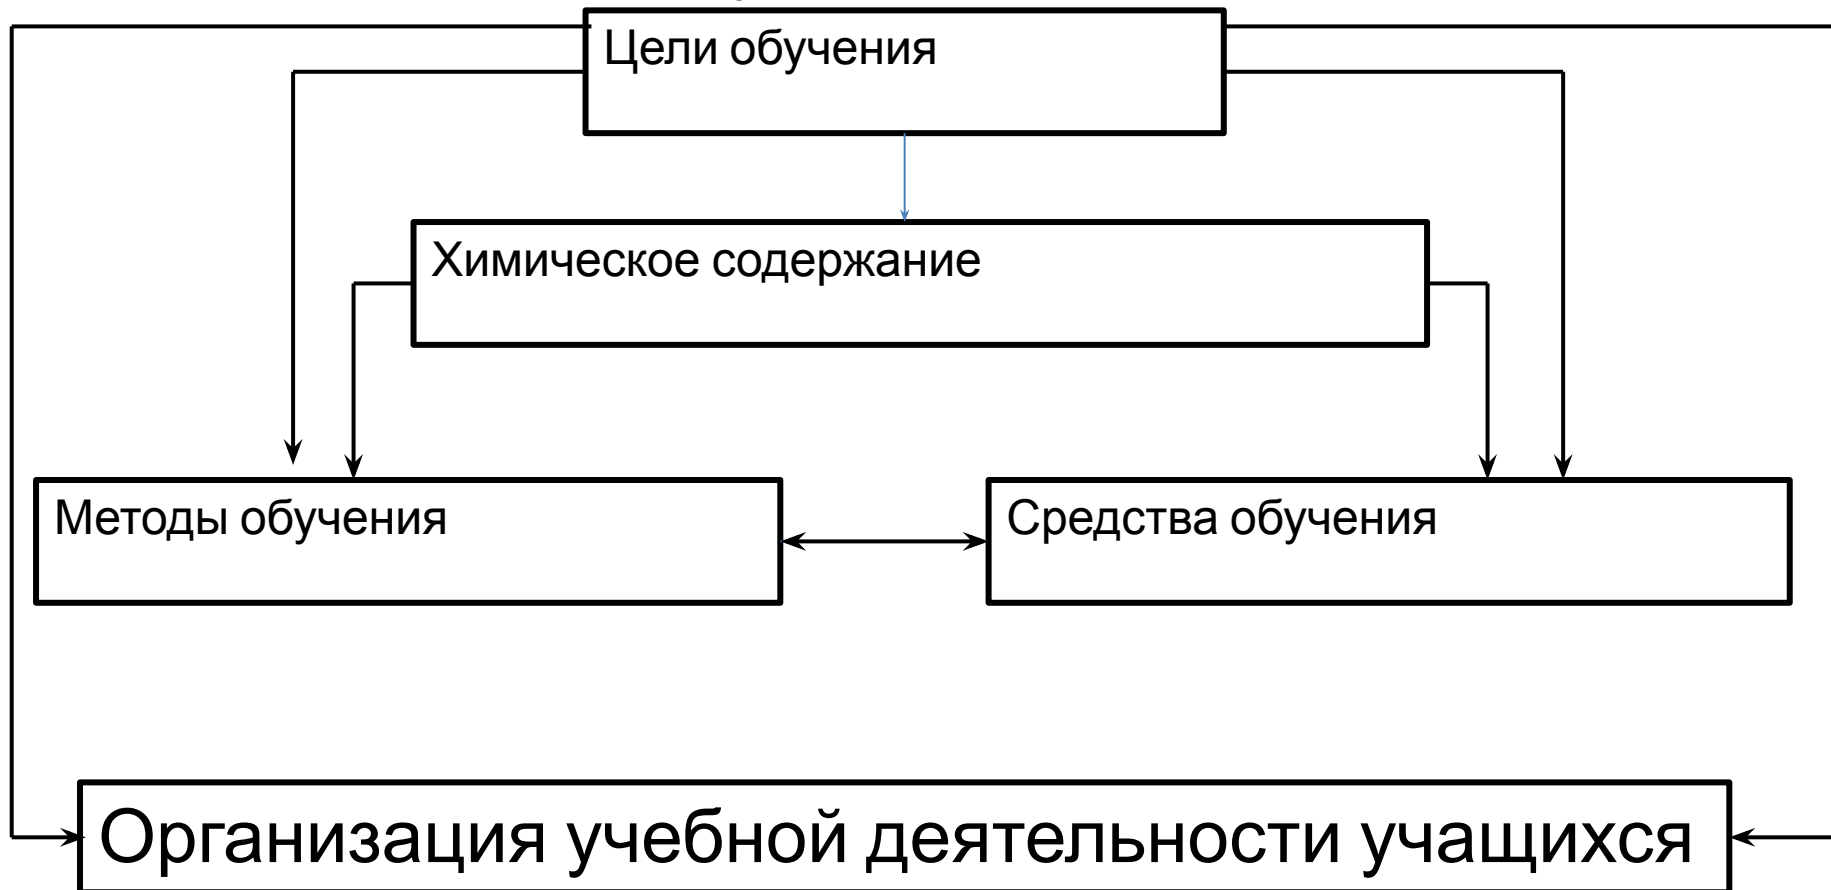 Цели обучения
Химическое содержание
Методы обучения
Средства обучения
Организация учебной деятельности учащихся